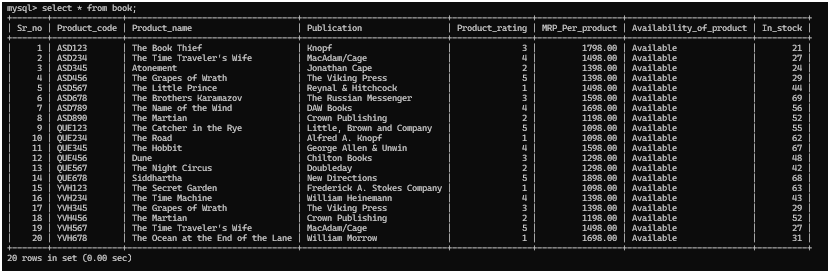 mysql> select * from book;
| Sr_no | Product_code | Product_name | Publication | Product_rating | MRP_Per_product | Availability_of_product | In_stock |
| 1 | ASD123 | The Book Thief | Knopf | 3 | 1798.00 | Available | 21 |
| 2 | ASD234 | The Time Traveler's Wife | MacAdam/Cage | 4 | 1498.00 | Available | 27 |
| 3 | ASD345 | Atonement | Jonathan Cape | 2 | 1398.00 | Available | 24 |
| 4 | ASD456 | The Grapes of Wrath | The Viking Press | 5 | 1398.00 | Available | 29 |
| 5 | ASD567 | The Little Prince | Reynal & Hitchcock | 1 | 1498.00 | Available | 44 |
| 6 | ASD678 | The Brothers Karamazov | The Russian Messenger | 3 | 1598.00 | Available | 69 |
| 7 | ASD789 | The Name of the Wind | DAW Books | 4 | 1698.00 | Available | 56 |
| 8 | ASD890 | The Martian | Crown Publishing | 2 | 1198.00 | Available | 52 |
| 9 | QUE123 | The Catcher in the Rye | Little, Brown and Company | 5 | 1098.00 | Available | 55 |
| 10 | QUE234 | The Road | Alfred A. Knopf | 1 | 1098.00 | Available | 62 |
| 11 | QUE345 | The Hobbit | George Allen & Unwin | 4 | 1598.00 | Available | 67 |
| 12 | QUE456 | Dune | Chilton Books | 3 | 1298.00 | Available | 48 |
| 13 | QUE567 | The Night Circus | Doubleday | 2 | 1298.00 | Available | 42 |
| 14 | QUE678 | Siddhartha | New Directions | 5 | 1898.00 | Available | 68 |
| 15 | YVH123 | The Secret Garden | Frederick A. Stokes Company | 1 | 1098.00 | Available | 63 |
| 16 | YVH234 | The Time Machine | William Heinemann | 4 | 1398.00 | Available | 43 |
| 17 | YVH345 | The Grapes of Wrath | The Viking Press | 3 | 1398.00 | Available | 29 |
| 18 | YVH456 | The Martian | Crown Publishing | 2 | 1198.00 | Available | 52 |
| 19 | YVH567 | The Time Traveler's Wife | MacAdam/Cage | 5 | 1498.00 | Available | 27 |
| 20 | YVH678 | The Ocean at the End of the Lane | William Morrow | 1 | 1698.00 | Available | 31 |
20 rows in set (0.00 sec)